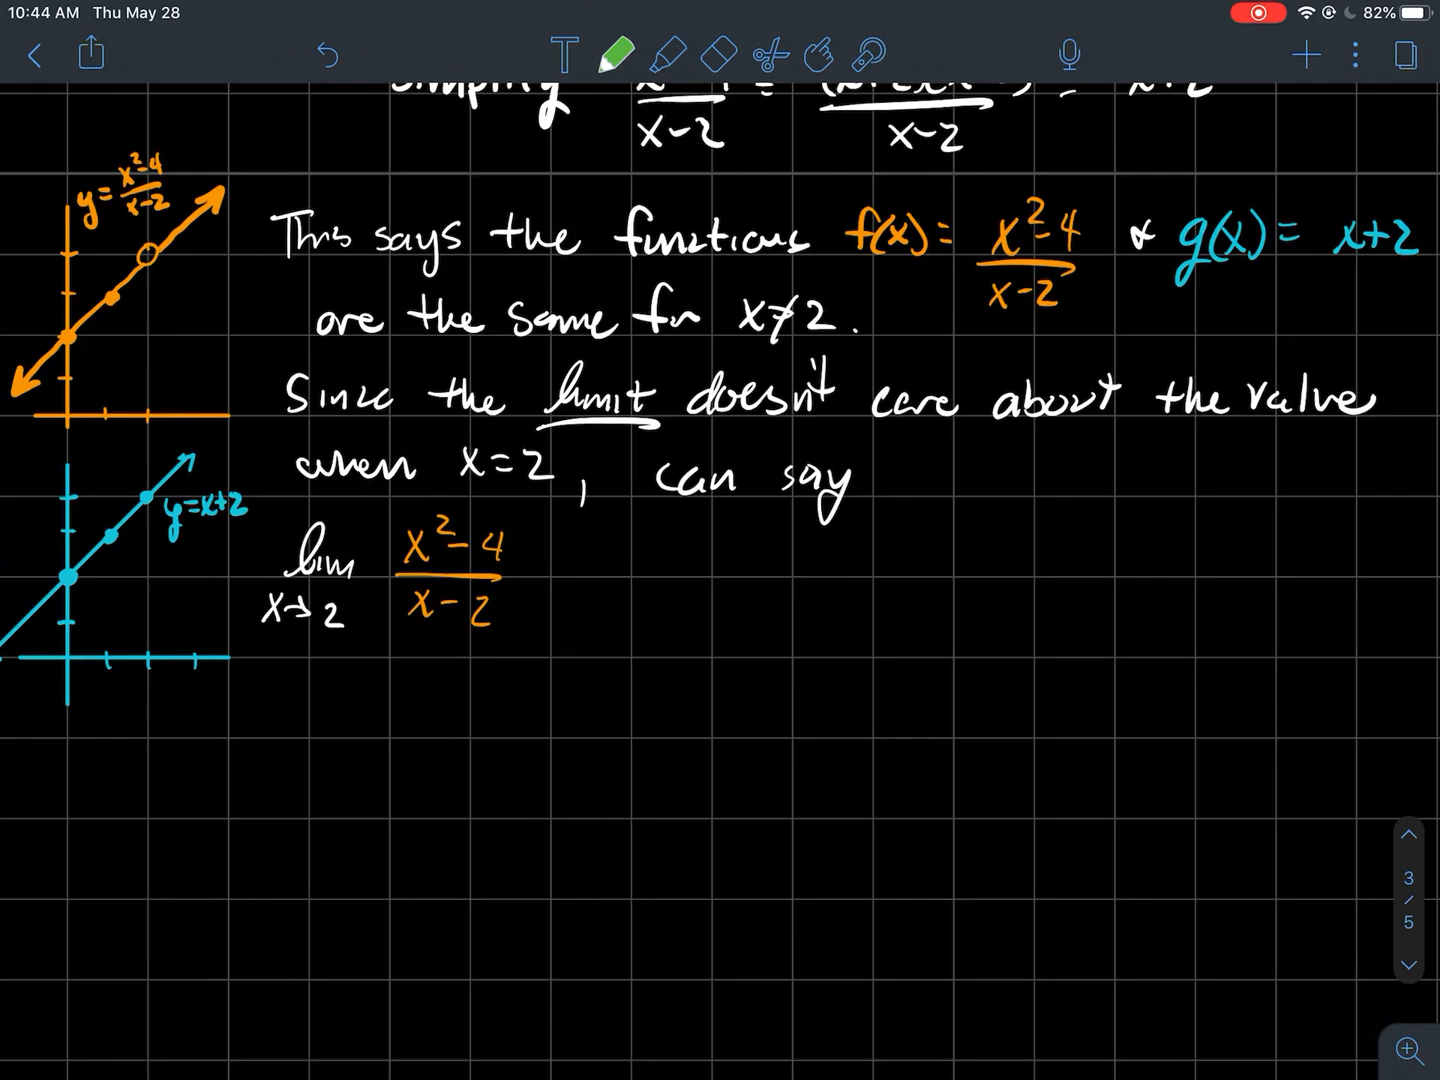 10:44 AM Thu May 28
82%
T
simplify = =
x-2 x-2
y = x²-4 / x-2
This says the functions f(x) = x²-4 / x-2 & g(x) = x+2
are the same for x≠2.
Since the limit doesn't care about the value
when x=2, can say
y=x+2
lim x→2 x²-4 / x-2
3
/
5